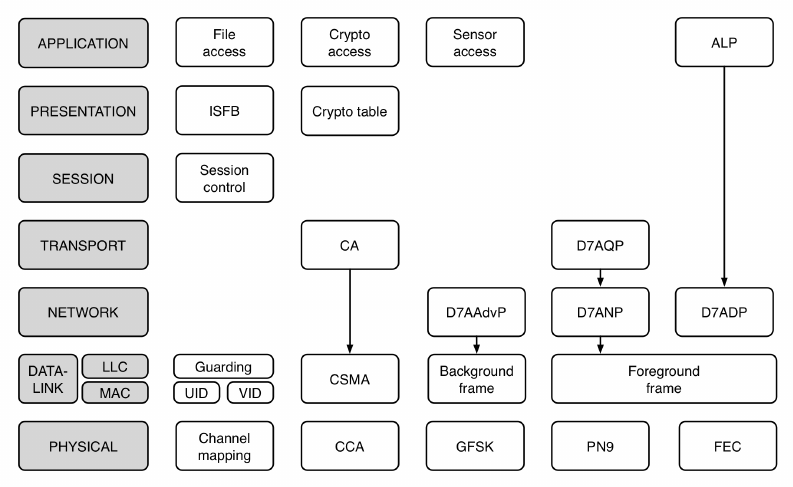 APPLICATION
File
access
Crypto
access
Sensor
access
ALP
PRESENTATION
ISFB
Crypto table
SESSION
Session
control
TRANSPORT
CA
D7AQP
NETWORK
D7AAdvP
D7ANP
D7ADP
DATA-
LINK
LLC
MAC
Guarding
UID
VID
CSMA
Background
frame
Foreground
frame
PHYSICAL
Channel
mapping
CCA
GFSK
PN9
FEC